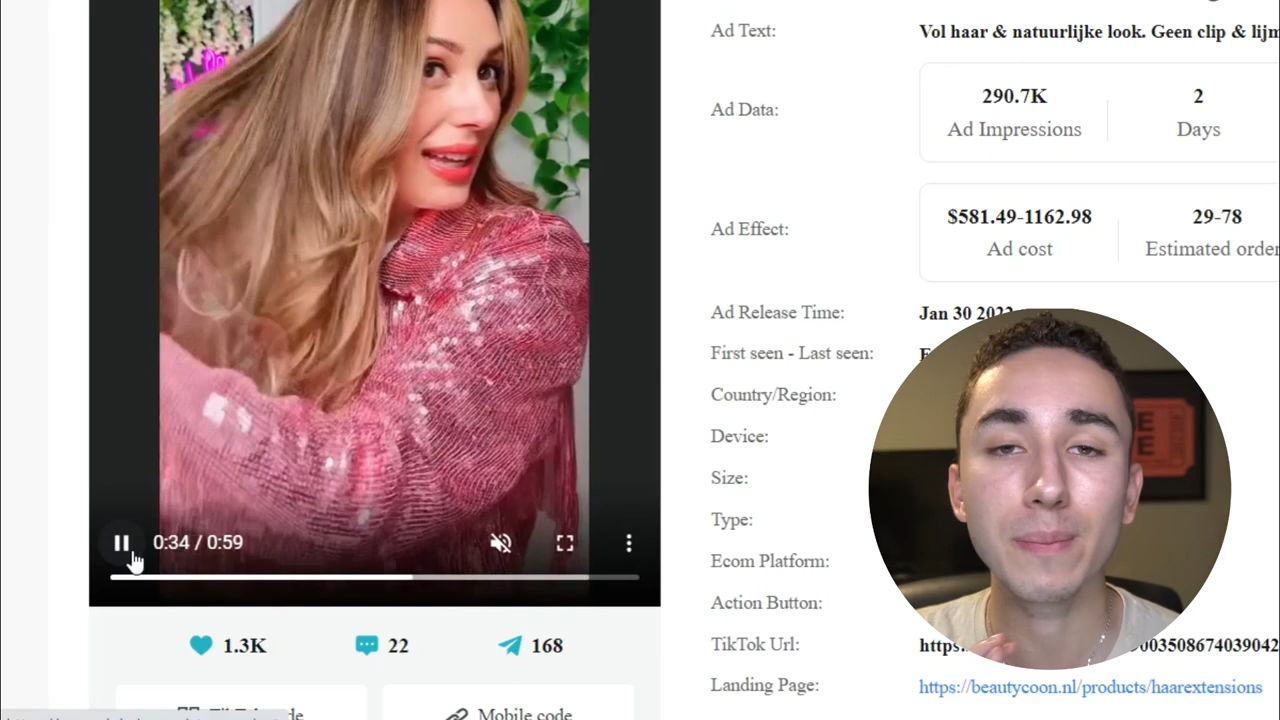 Ad Text:
Vol haar & natuurlijke look. Geen clip & lijm
Ad Data:
290.7K
2
Ad Impressions
Days
Ad Effect:
$581.49-1162.98
29-78
Ad cost
Estimated order
Ad Release Time:
Jan 30 2022
First seen - Last seen:
Country/Region:
Device:
Size:
Type:
Ecom Platform:
Action Button:
TikTok Url:
https:
003508674039042
Landing Page:
https://beautycoon.nl/products/haarextensions
0:34 / 0:59
1.3K
22
168
Mobile code